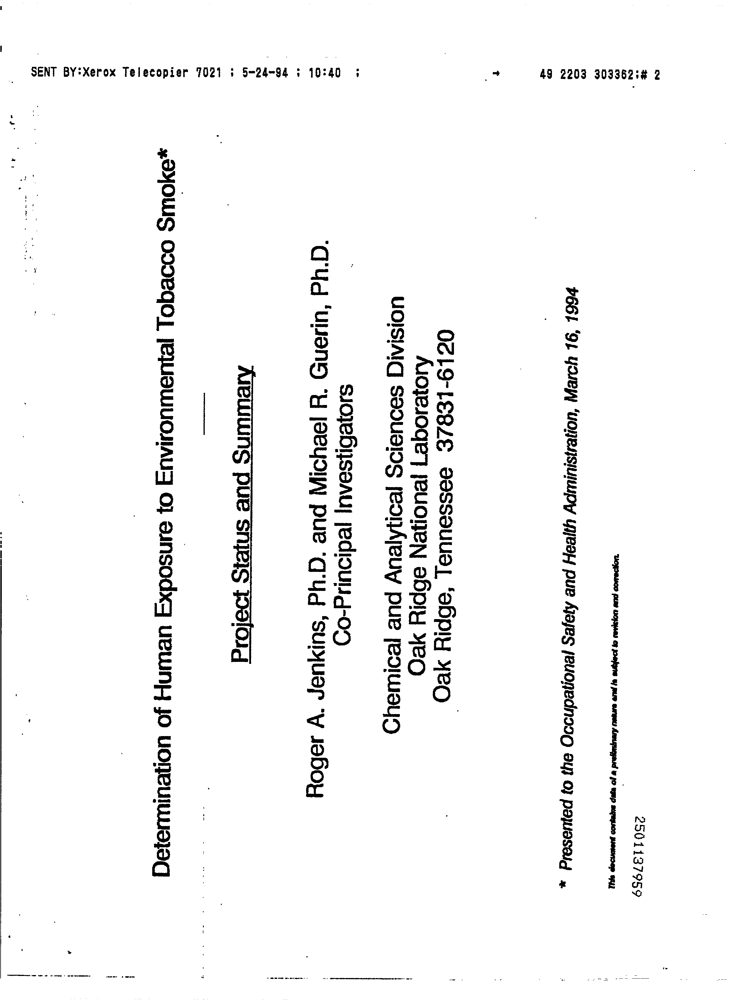 SENT BY:Xerox Telecopier 7021 ; 5-24-94 ; 10:40 ; → 49 2203 303362;# 2
Determination of Human Exposure to Environmental Tobacco Smoke*
Project Status and Summary
Roger A. Jenkins, Ph.D. and Michael R. Guerin, Ph.D.
Co-Principal Investigators
Chemical and Analytical Sciences Division
Oak Ridge National Laboratory
Oak Ridge, Tennessee 37831-6120
* Presented to the Occupational Safety and Health Administration, March 16, 1994
This document contains data of a preliminary nature and is subject to revision and correction.
2501137959